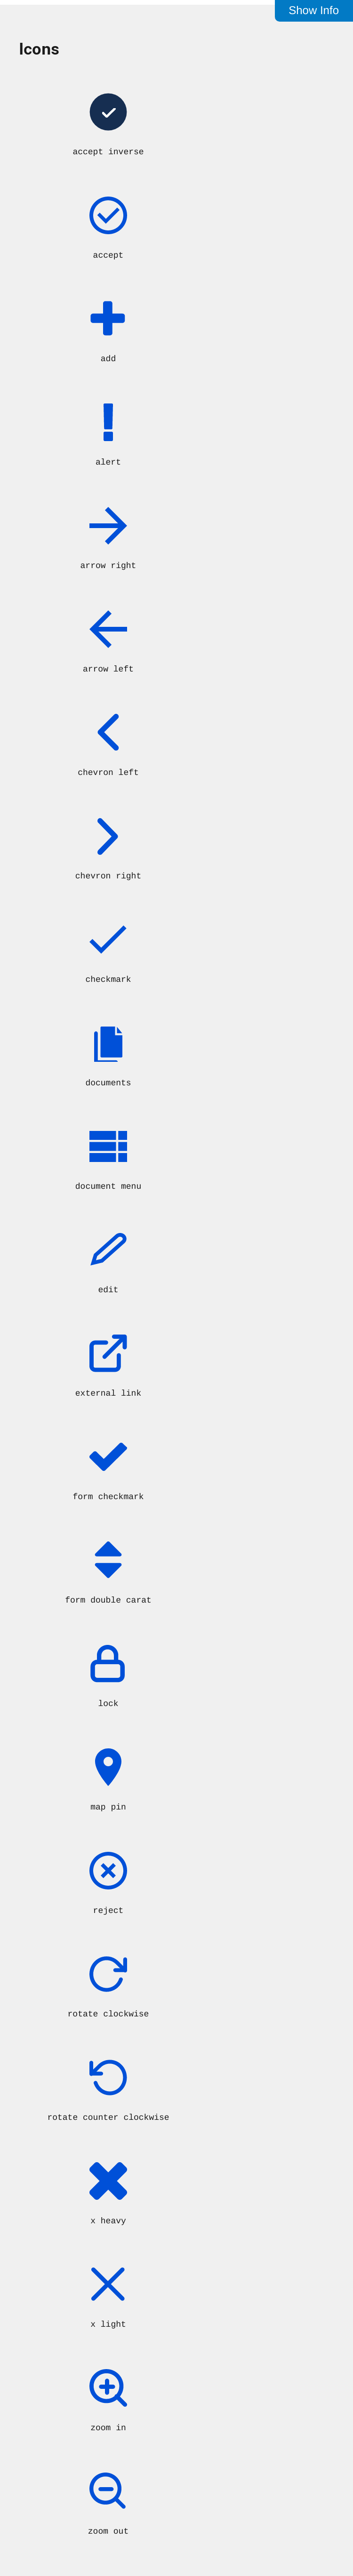 Show Info
Icons
accept inverse
accept
add
alert
arrow right
arrow left
chevron left
chevron right
checkmark
documents
document menu
edit
external link
form checkmark
form double carat
lock
map pin
reject
rotate clockwise
rotate counter clockwise
x heavy
x light
zoom in
zoom out